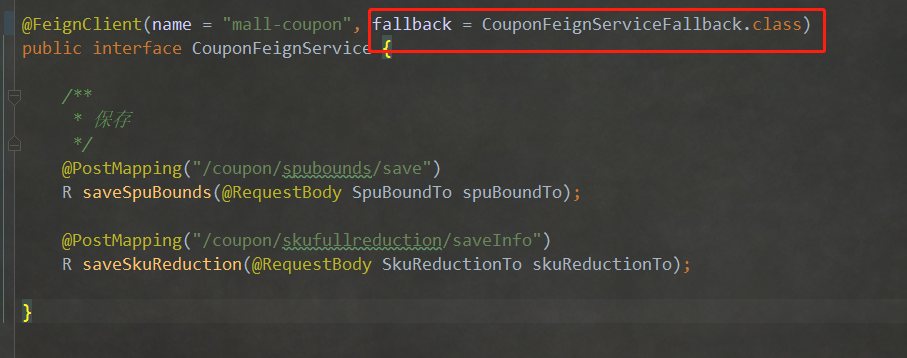 @FeignClient(name = "mall-coupon", fallback = CouponFeignServiceFallback.class)
public interface CouponFeignService {
/**
* 保存
*/
@PostMapping("/coupon/spubounds/save")
R saveSpuBounds(@RequestBody SpuBoundTo spuBoundTo);
@PostMapping("/coupon/skufullreduction/saveInfo")
R saveSkuReduction(@RequestBody SkuReductionTo skuReductionTo);
}